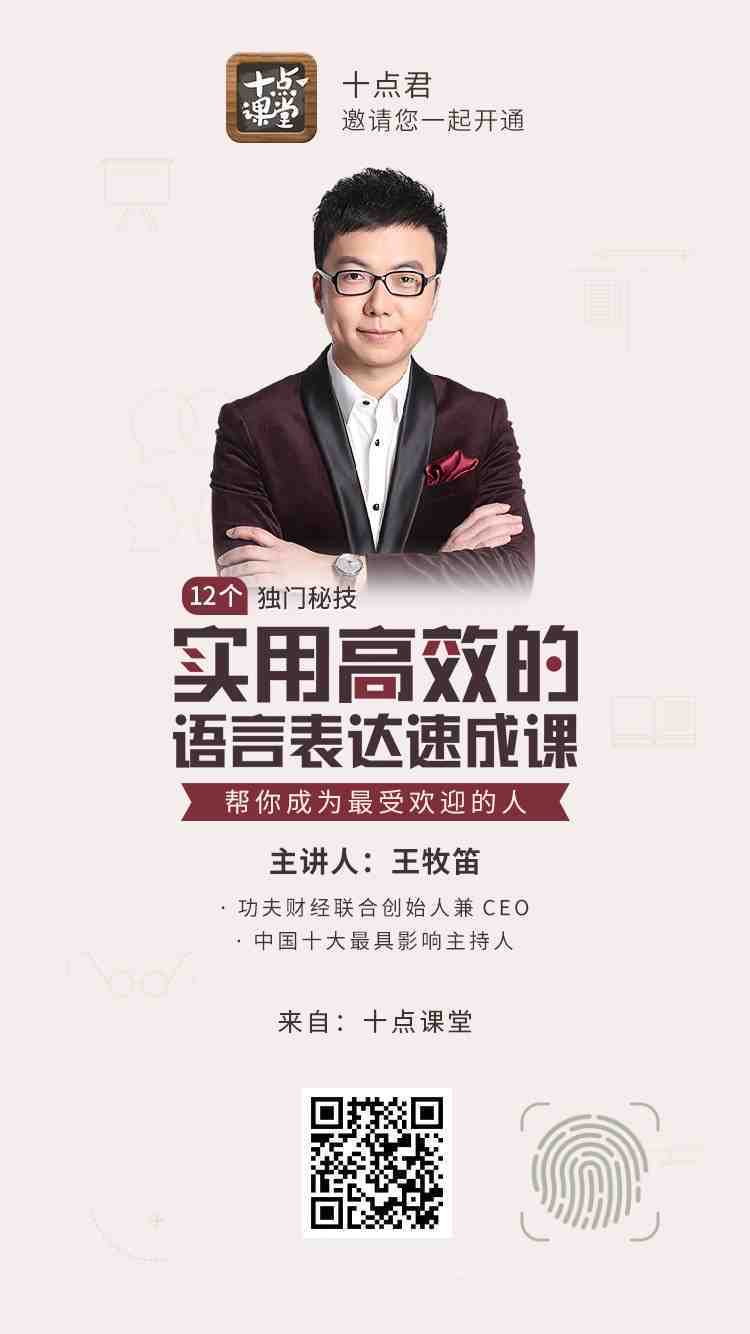 十点
课堂
十点君
邀请您一起开通
12个 独门秘技
实用高效的
语言表达速成课
帮你成为最受欢迎的人
主讲人：王牧笛
· 功夫财经联合创始人兼 CEO
· 中国十大最具影响主持人
来自：十点课堂